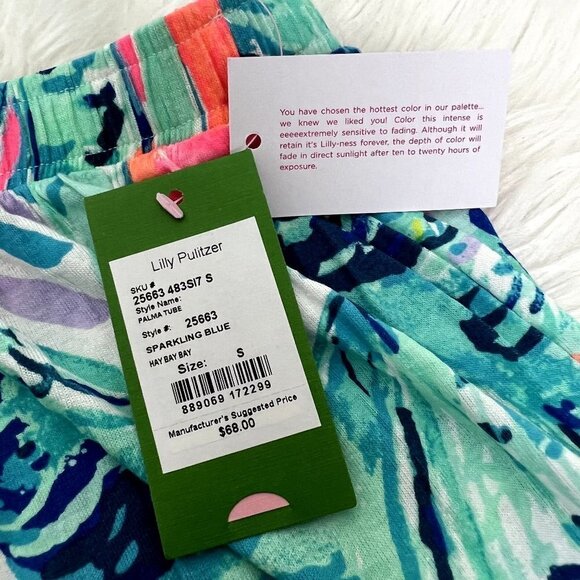 You have chosen the hottest color in our palette...
we knew we liked you! Color this intense is
eeeeextremely sensitive to fading. Although it will
retain it's Lilly-ness forever, the depth of color will
fade in direct sunlight after ten to twenty hours of
exposure.
Lilly Pulitzer
SKU #
25663 483SI7 S
Style Name:
PALMA TUBE
Style #: 25663
SPARKLING BLUE
HAY BAY BAY
Size: S
889069 172299
Manufacturer's Suggested Price
$68.00